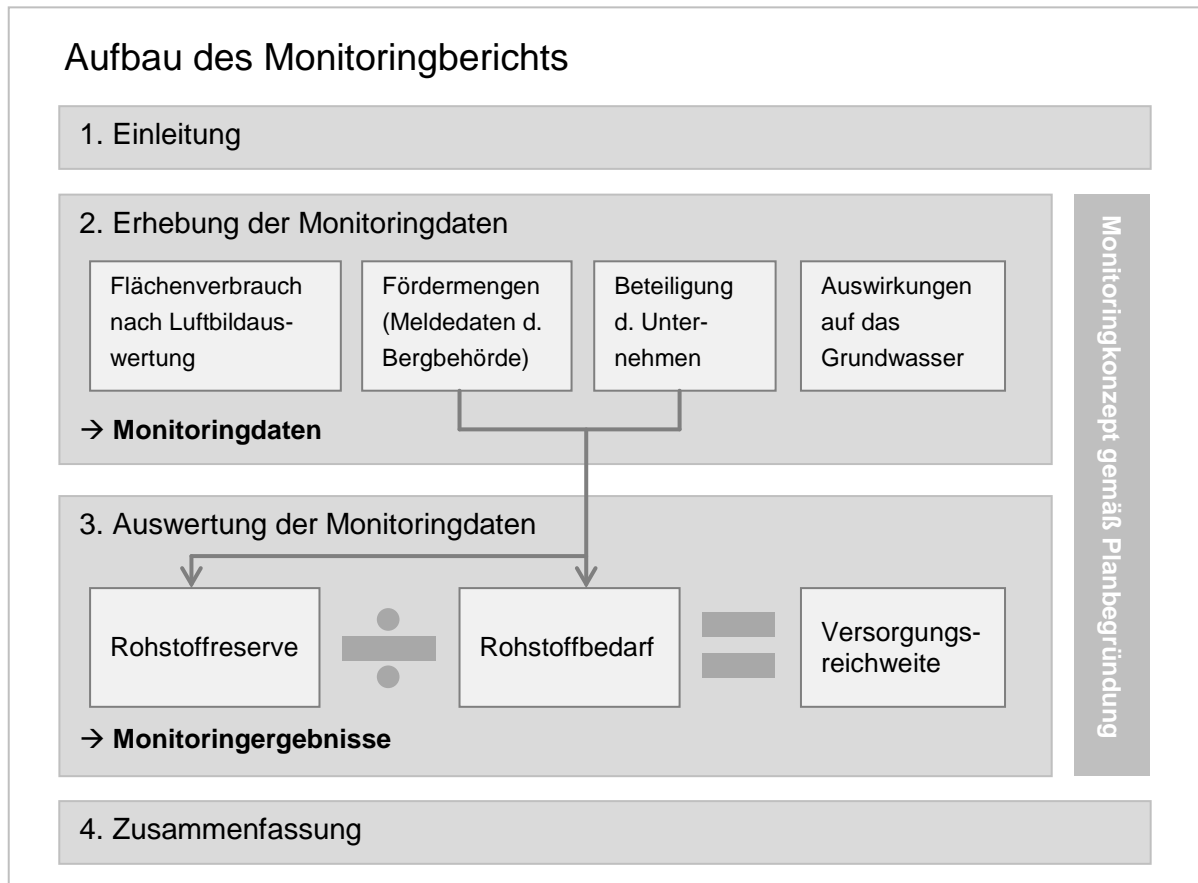 Aufbau des Monitoringberichts
1. Einleitung
2. Erhebung der Monitoringdaten
Flächenverbrauch
nach Luftbildaus-
wertung
Fördermengen
(Meldedaten d.
Bergbehörde)
Beteiligung
d. Unter-
nehmen
Auswirkungen
auf das
Grundwasser
→ Monitoringdaten
3. Auswertung der Monitoringdaten
Rohstoffreserve
Rohstoffbedarf
Versorgungs-
reichweite
→ Monitoringergebnisse
Monitoringkonzept gemäß Planbegründung
4. Zusammenfassung